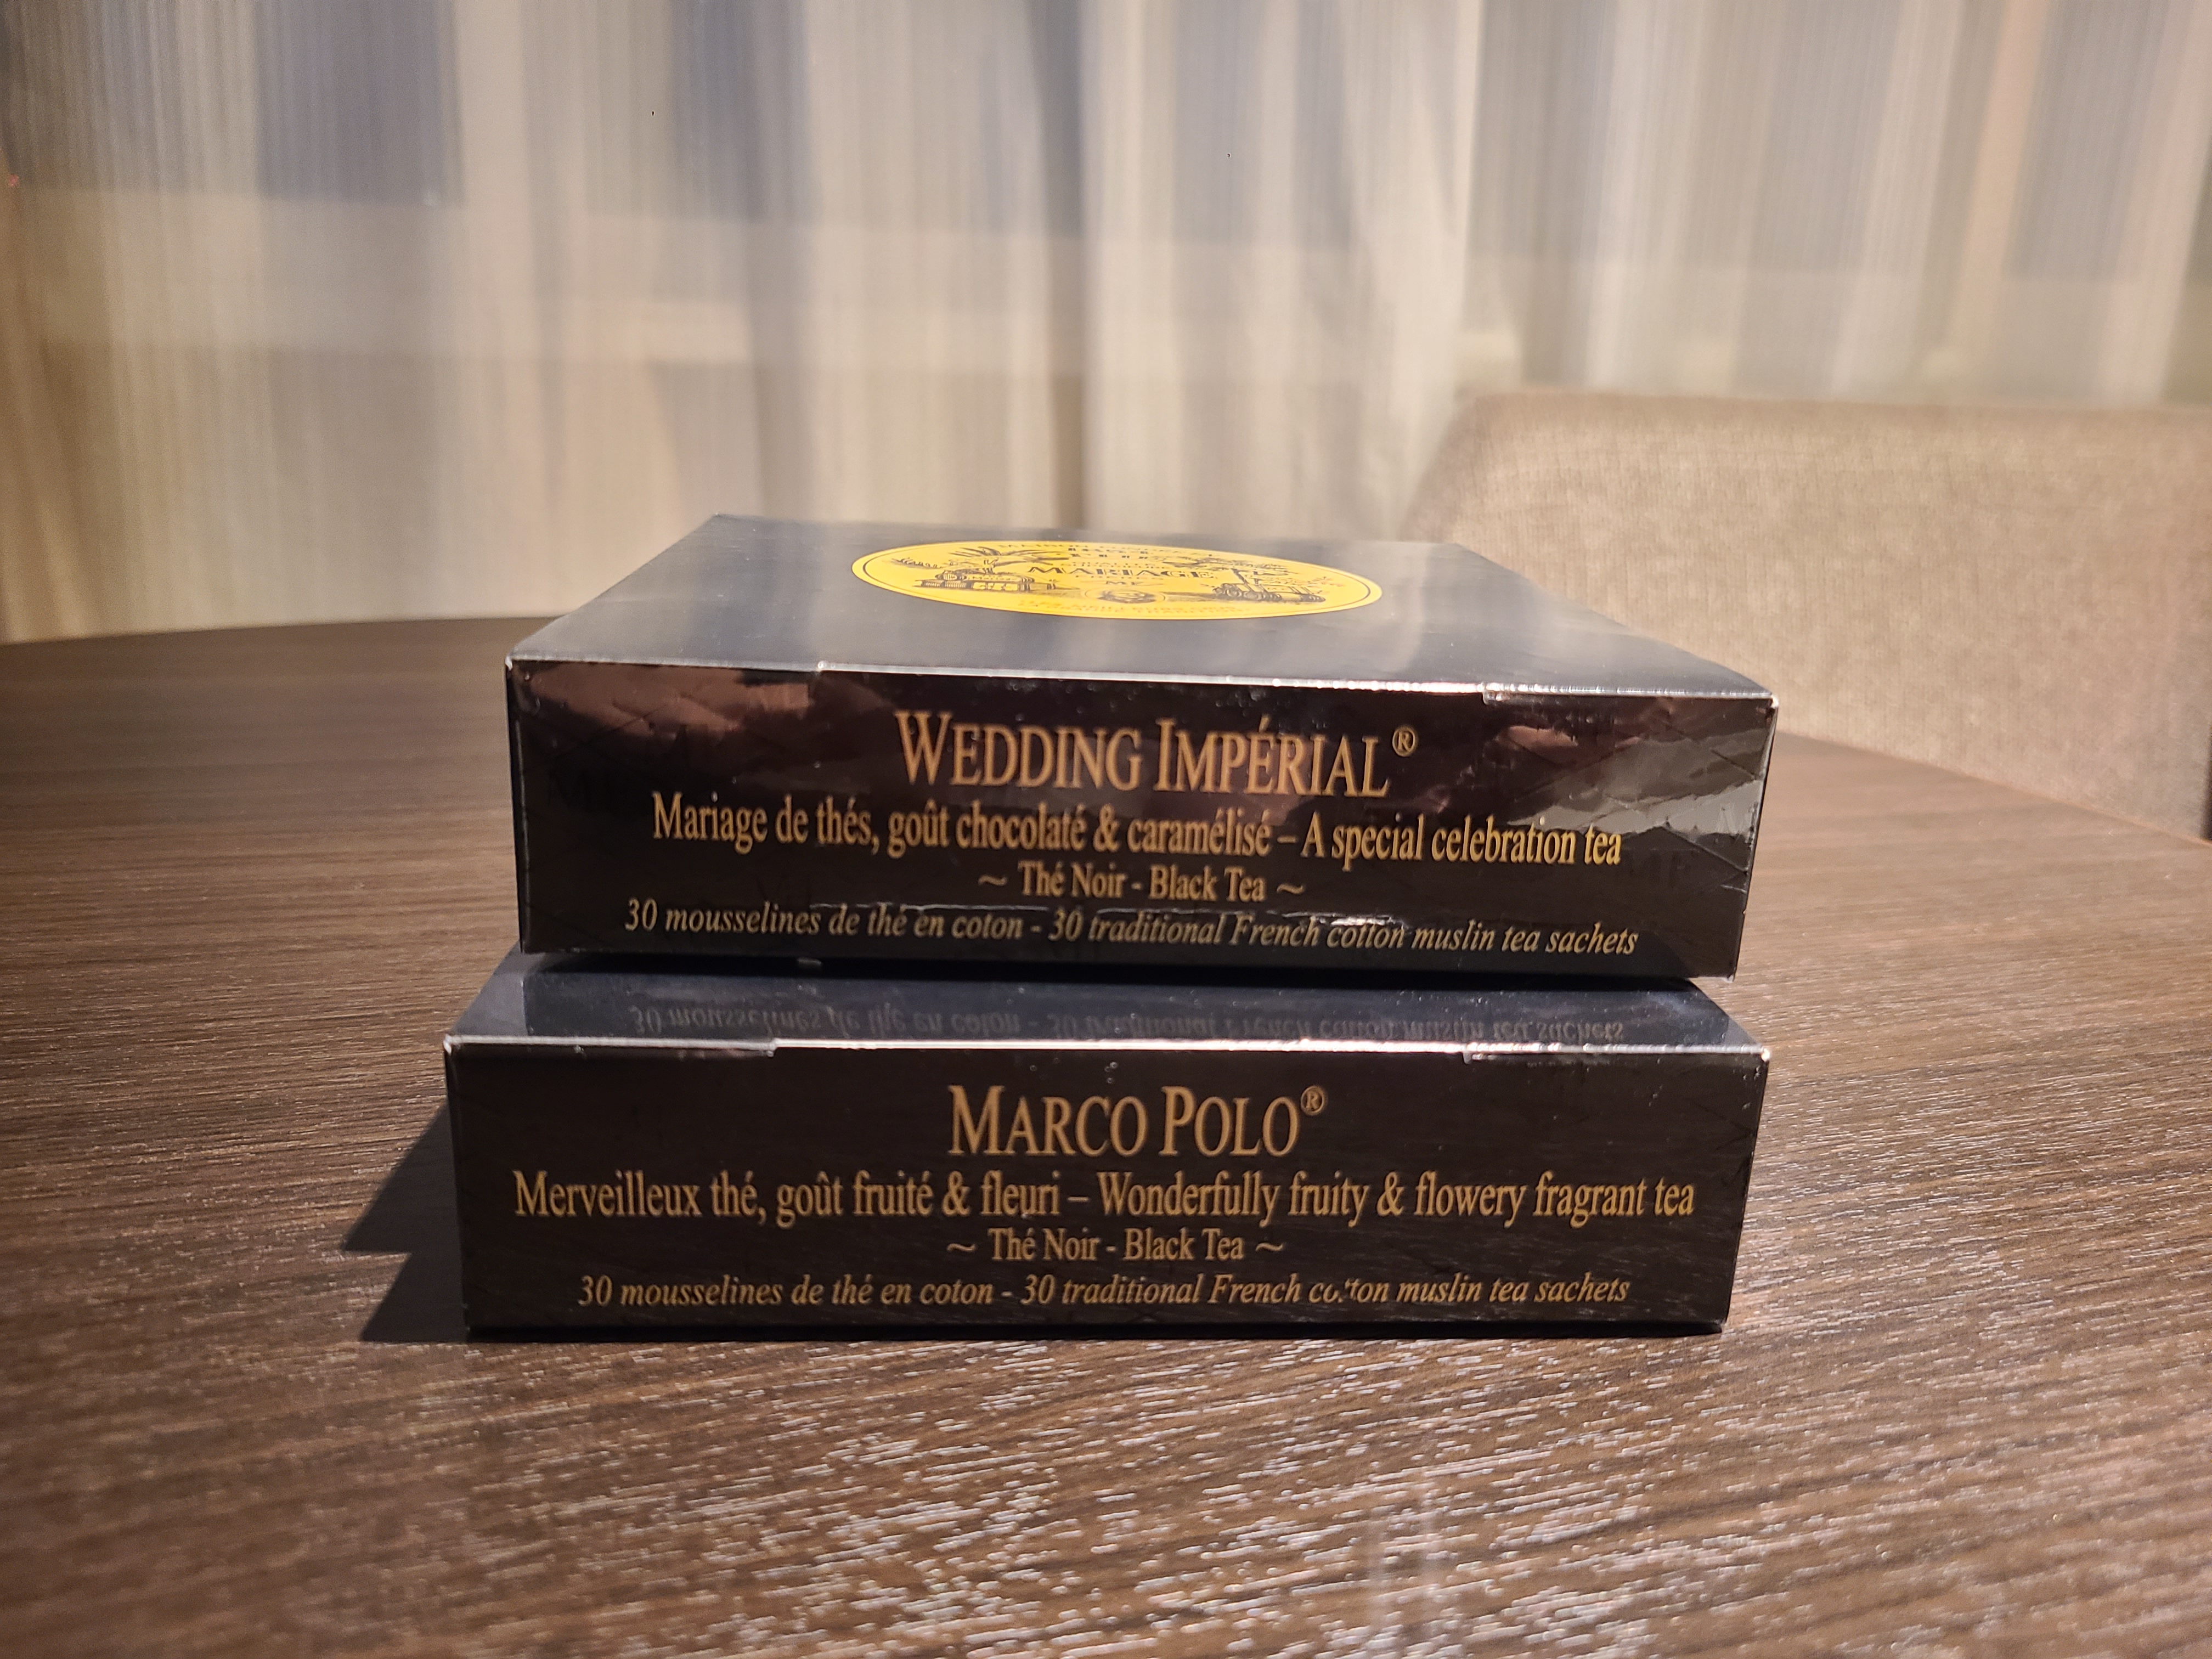 MARIAGE
WEDDING IMPÉRIAL®
Mariage de thés, goût chocolaté & caramélisé – A special celebration tea
~ Thé Noir - Black Tea ~
30 mousselines de thé en coton - 30 traditional French cotton muslin tea sachets
MARCO POLO®
Merveilleux thé, goût fruité & fleuri – Wonderfully fruity & flowery fragrant tea
~ Thé Noir - Black Tea ~
30 mousselines de thé en coton - 30 traditional French cotton muslin tea sachets